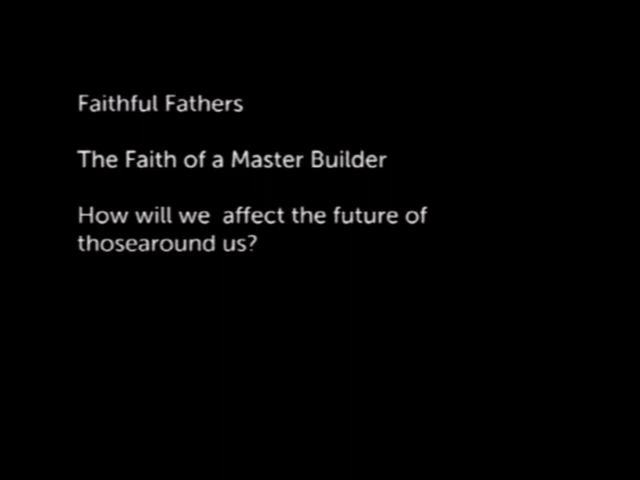 Faithful Fathers
The Faith of a Master Builder
How will we  affect the future of
thosearound us?